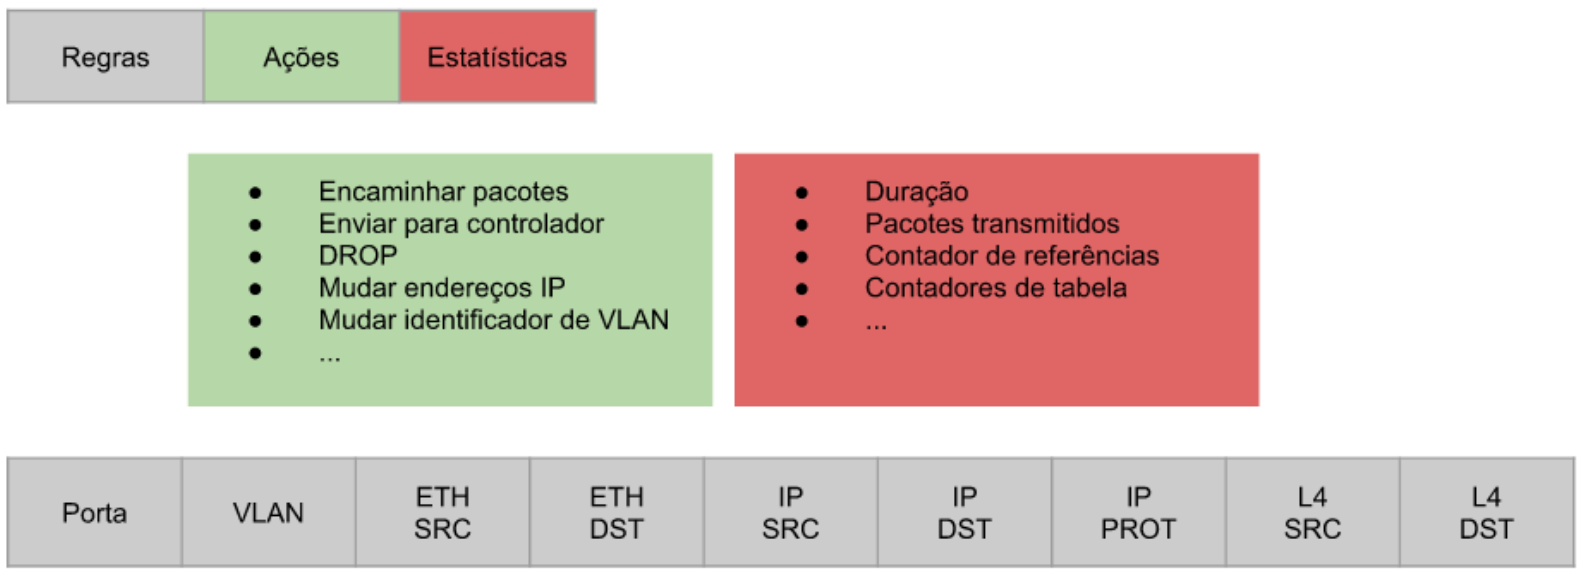 Regras Ações Estatísticas
● Encaminhar pacotes
● Enviar para controlador
● DROP
● Mudar endereços IP
● Mudar identificador de VLAN
● ...
● Duração
● Pacotes transmitidos
● Contador de referências
● Contadores de tabela
● ...
Porta
VLAN
ETH
SRC
ETH
DST
IP
SRC
IP
DST
IP
PROT
L4
SRC
L4
DST